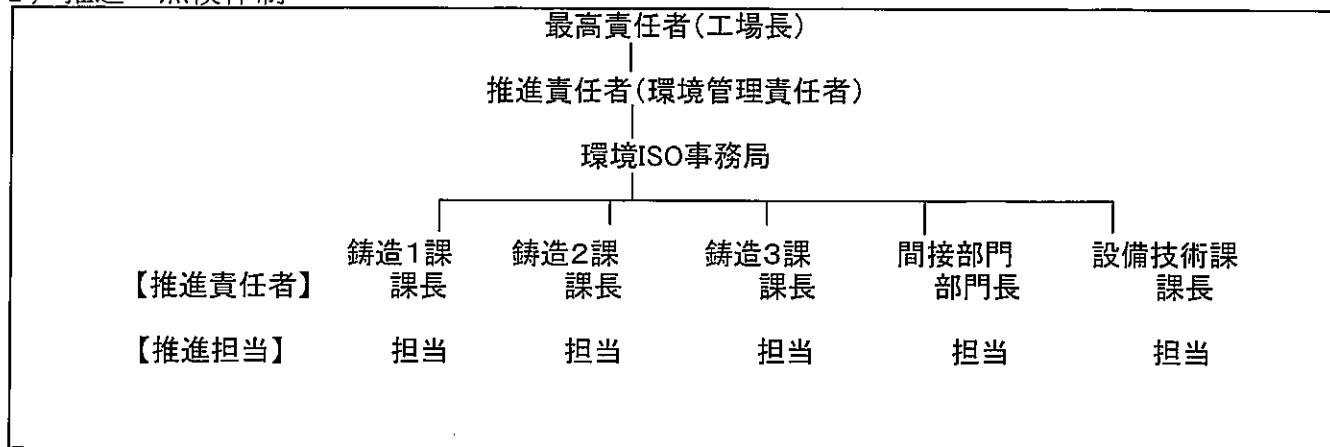 最高責任者(工場長)
推進責任者(環境管理責任者)
環境ISO事務局
鋳造1課 鋳造2課 鋳造3課 間接部門 設備技術課
【推進責任者】 課長 課長 課長 部門長 課長
【推進担当】 担当 担当 担当 担当 担当